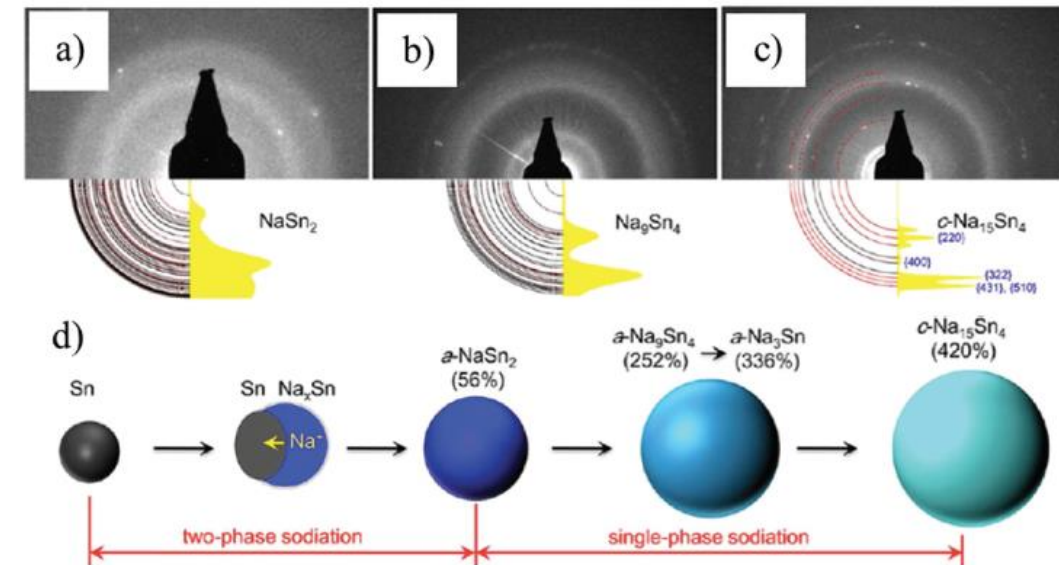 a)
b)
c)
NaSn₂
Na₉Sn₄
c-Na₁₅Sn₄
{220}
{400}
{322}
{431}, {510}
d)
Sn
Sn NaₓSn
Na⁺
a-NaSn₂
(56%)
a-Na₉Sn₄ → a-Na₃Sn
(252%) (336%)
c-Na₁₅Sn₄
(420%)
two-phase sodiation
single-phase sodiation